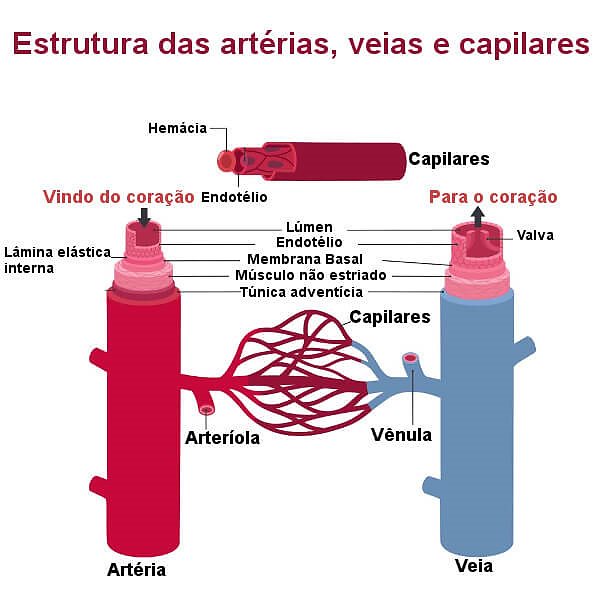 Estrutura das artérias, veias e capilares
Hemácia
Capilares
Endotélio
Vindo do coração
Para o coração
Lúmen
Valva
Endotélio
Lámina elástica
interna
Membrana Basal
Músculo não estriado
Túnica adventícia
Capilares
Arteríola
Vênula
Artéria
Veia